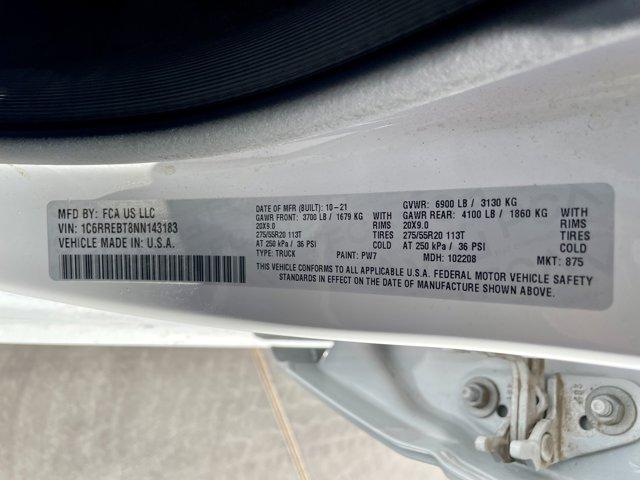 MFD BY: FCA US LLC
VIN: 1C6RREBT8NN143183
VEHICLE MADE IN: U.S.A.
DATE OF MFR (BUILT): 10-21
GAWR FRONT: 3700 LB / 1679 KG WITH
20X9.0 RIMS
275/55R20 113T TIRES
AT 250 kPa / 36 PSI COLD
TYPE: TRUCK PAINT: PW7
GVWR: 6900 LB / 3130 KG
GAWR REAR: 4100 LB / 1860 KG WITH
20X9.0 RIMS
275/55R20 113T TIRES
AT 250 kPa / 36 PSI COLD
MDH: 102208 MKT: 875
THIS VEHICLE CONFORMS TO ALL APPLICABLE U.S.A. FEDERAL MOTOR VEHICLE SAFETY
STANDARDS IN EFFECT ON THE DATE OF MANUFACTURE SHOWN ABOVE.